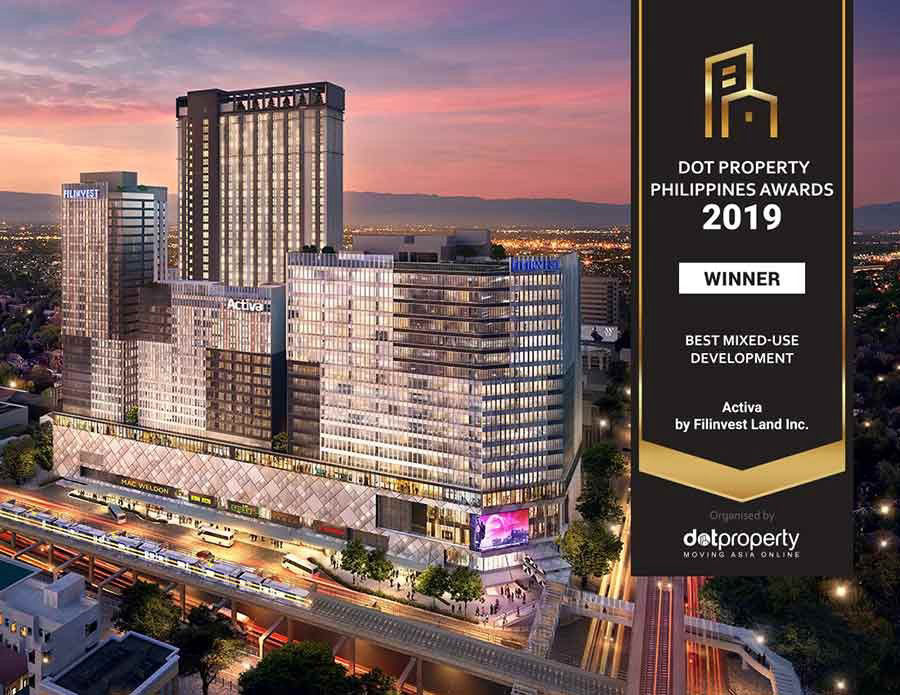 FILINVEST
Activa
FILINVEST
MAC WELDON
DOT PROPERTY
PHILIPPINES AWARDS
2019
WINNER
BEST MIXED-USE
DEVELOPMENT
Activa
by Filinvest Land Inc.
Organised by
dotproperty
MOVING ASIA ONLINE